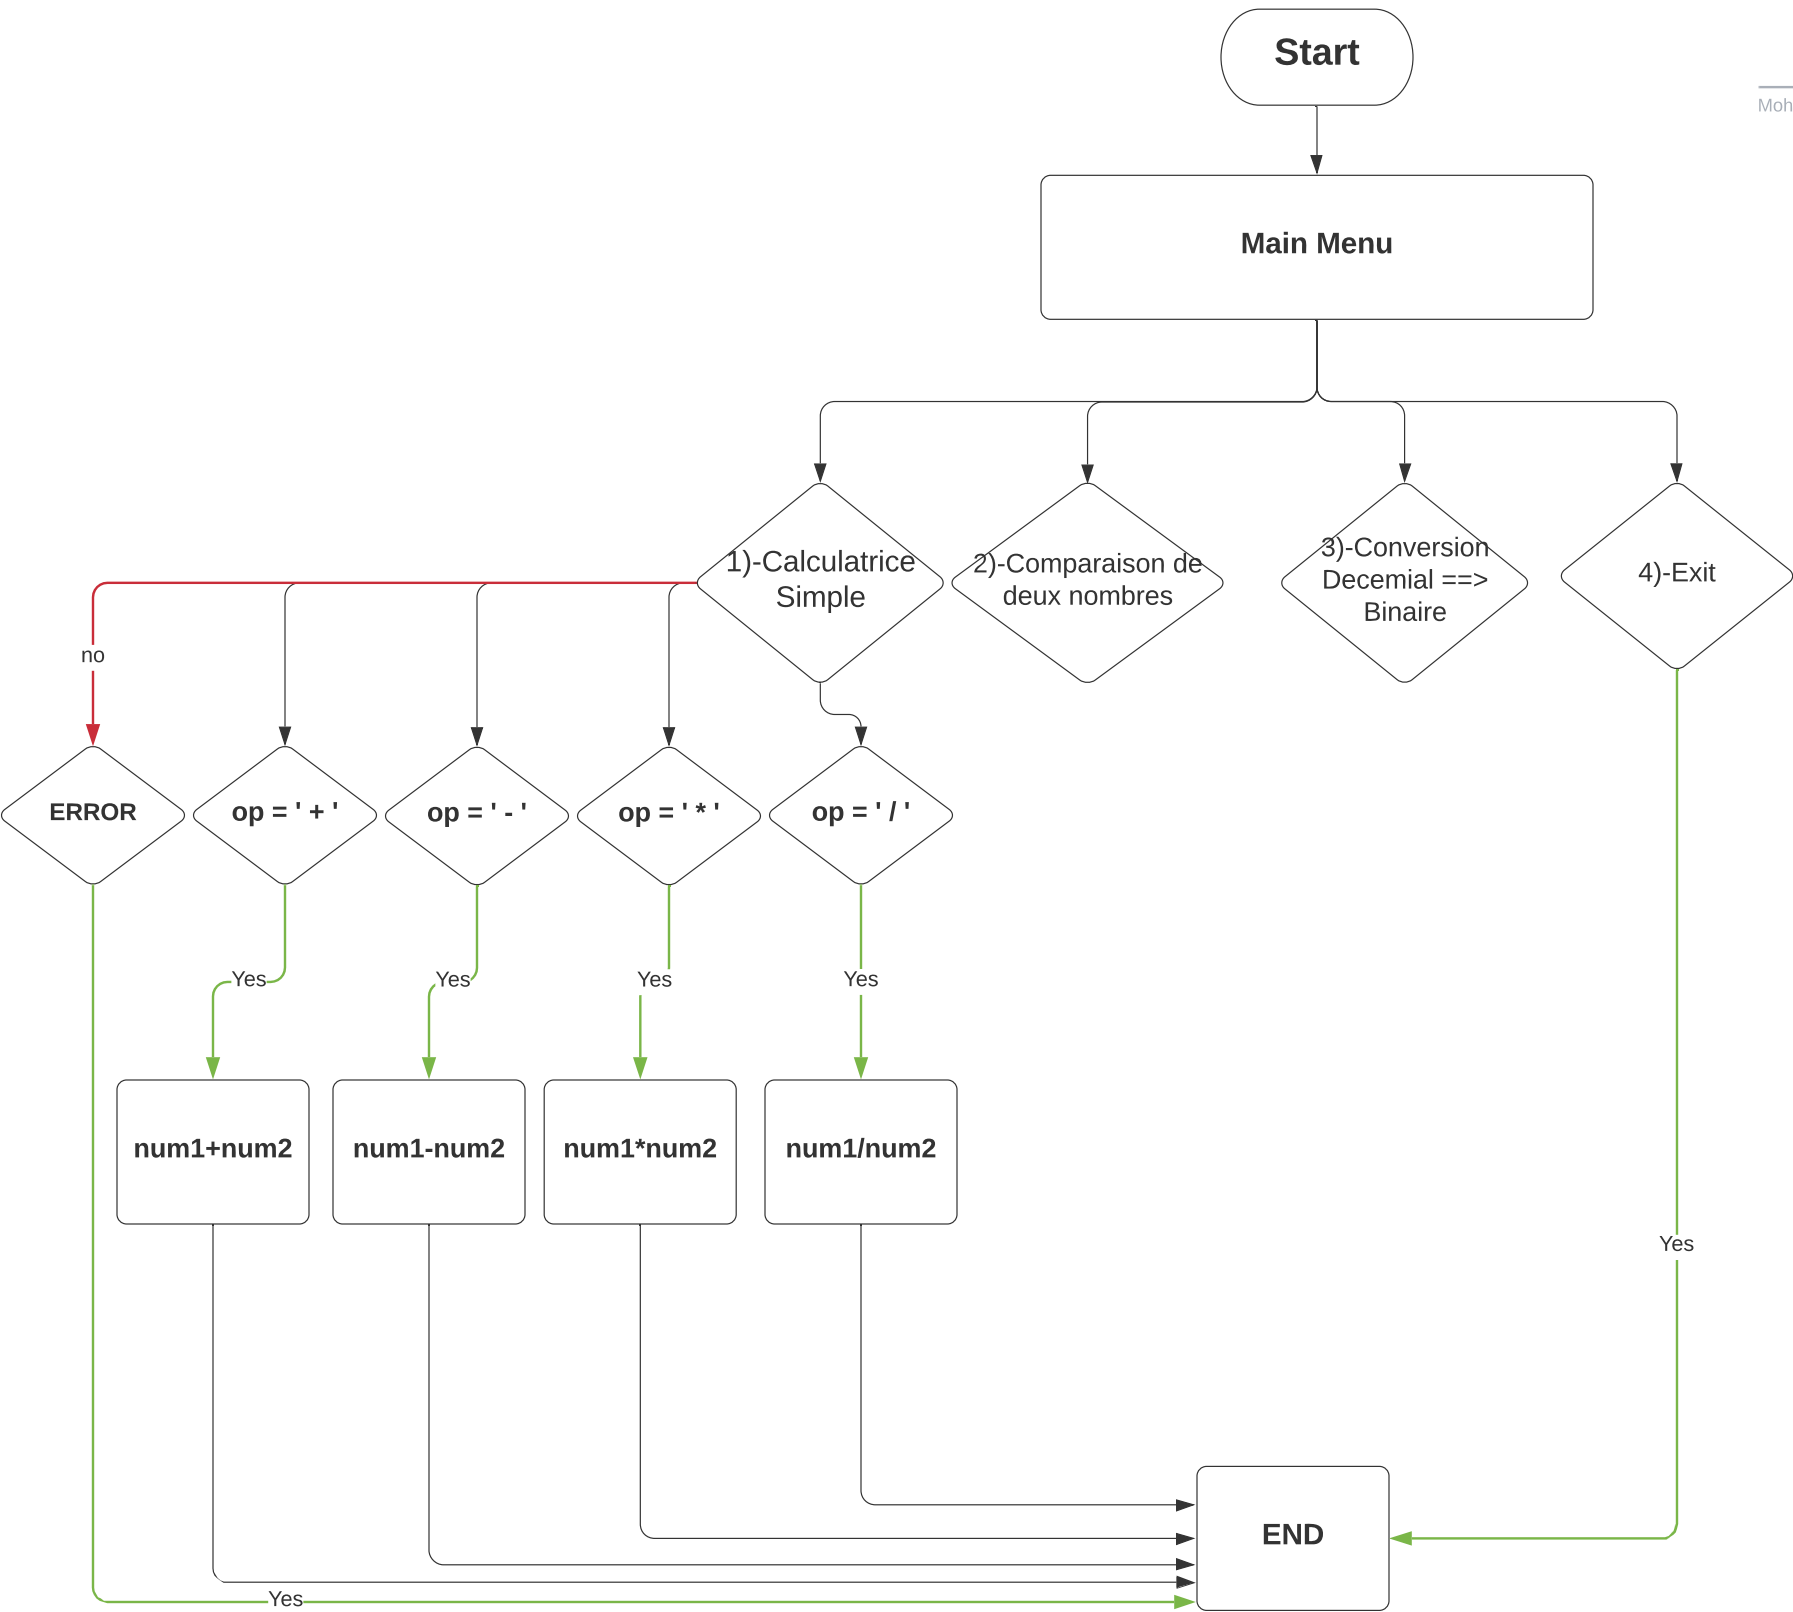 Start
Moh
Main Menu
1)-Calculatrice
Simple
2)-Comparaison de
deux nombres
3)-Conversion
Decemial ==>
Binaire
4)-Exit
no
ERROR
op = ' + '
op = ' - '
op = ' * '
op = ' / '
Yes
Yes
Yes
Yes
num1+num2
num1-num2
num1*num2
num1/num2
Yes
END
Yes